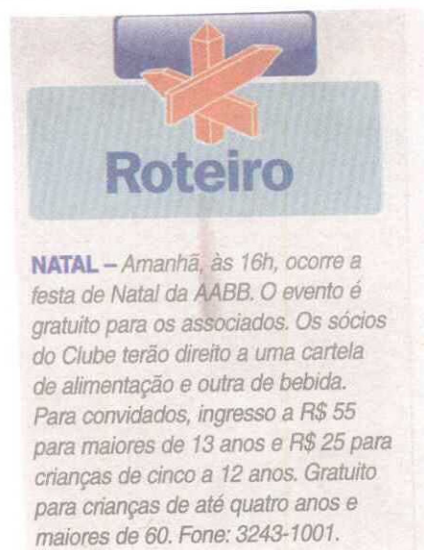 Roteiro
NATAL – Amanhã, às 16h, ocorre a
festa de Natal da AABB. O evento é
gratuito para os associados. Os sócios
do Clube terão direito a uma cartela
de alimentação e outra de bebida.
Para convidados, ingresso a R$ 55
para maiores de 13 anos e R$ 25 para
crianças de cinco a 12 anos. Gratuito
para crianças de até quatro anos e
maiores de 60. Fone: 3243-1001.